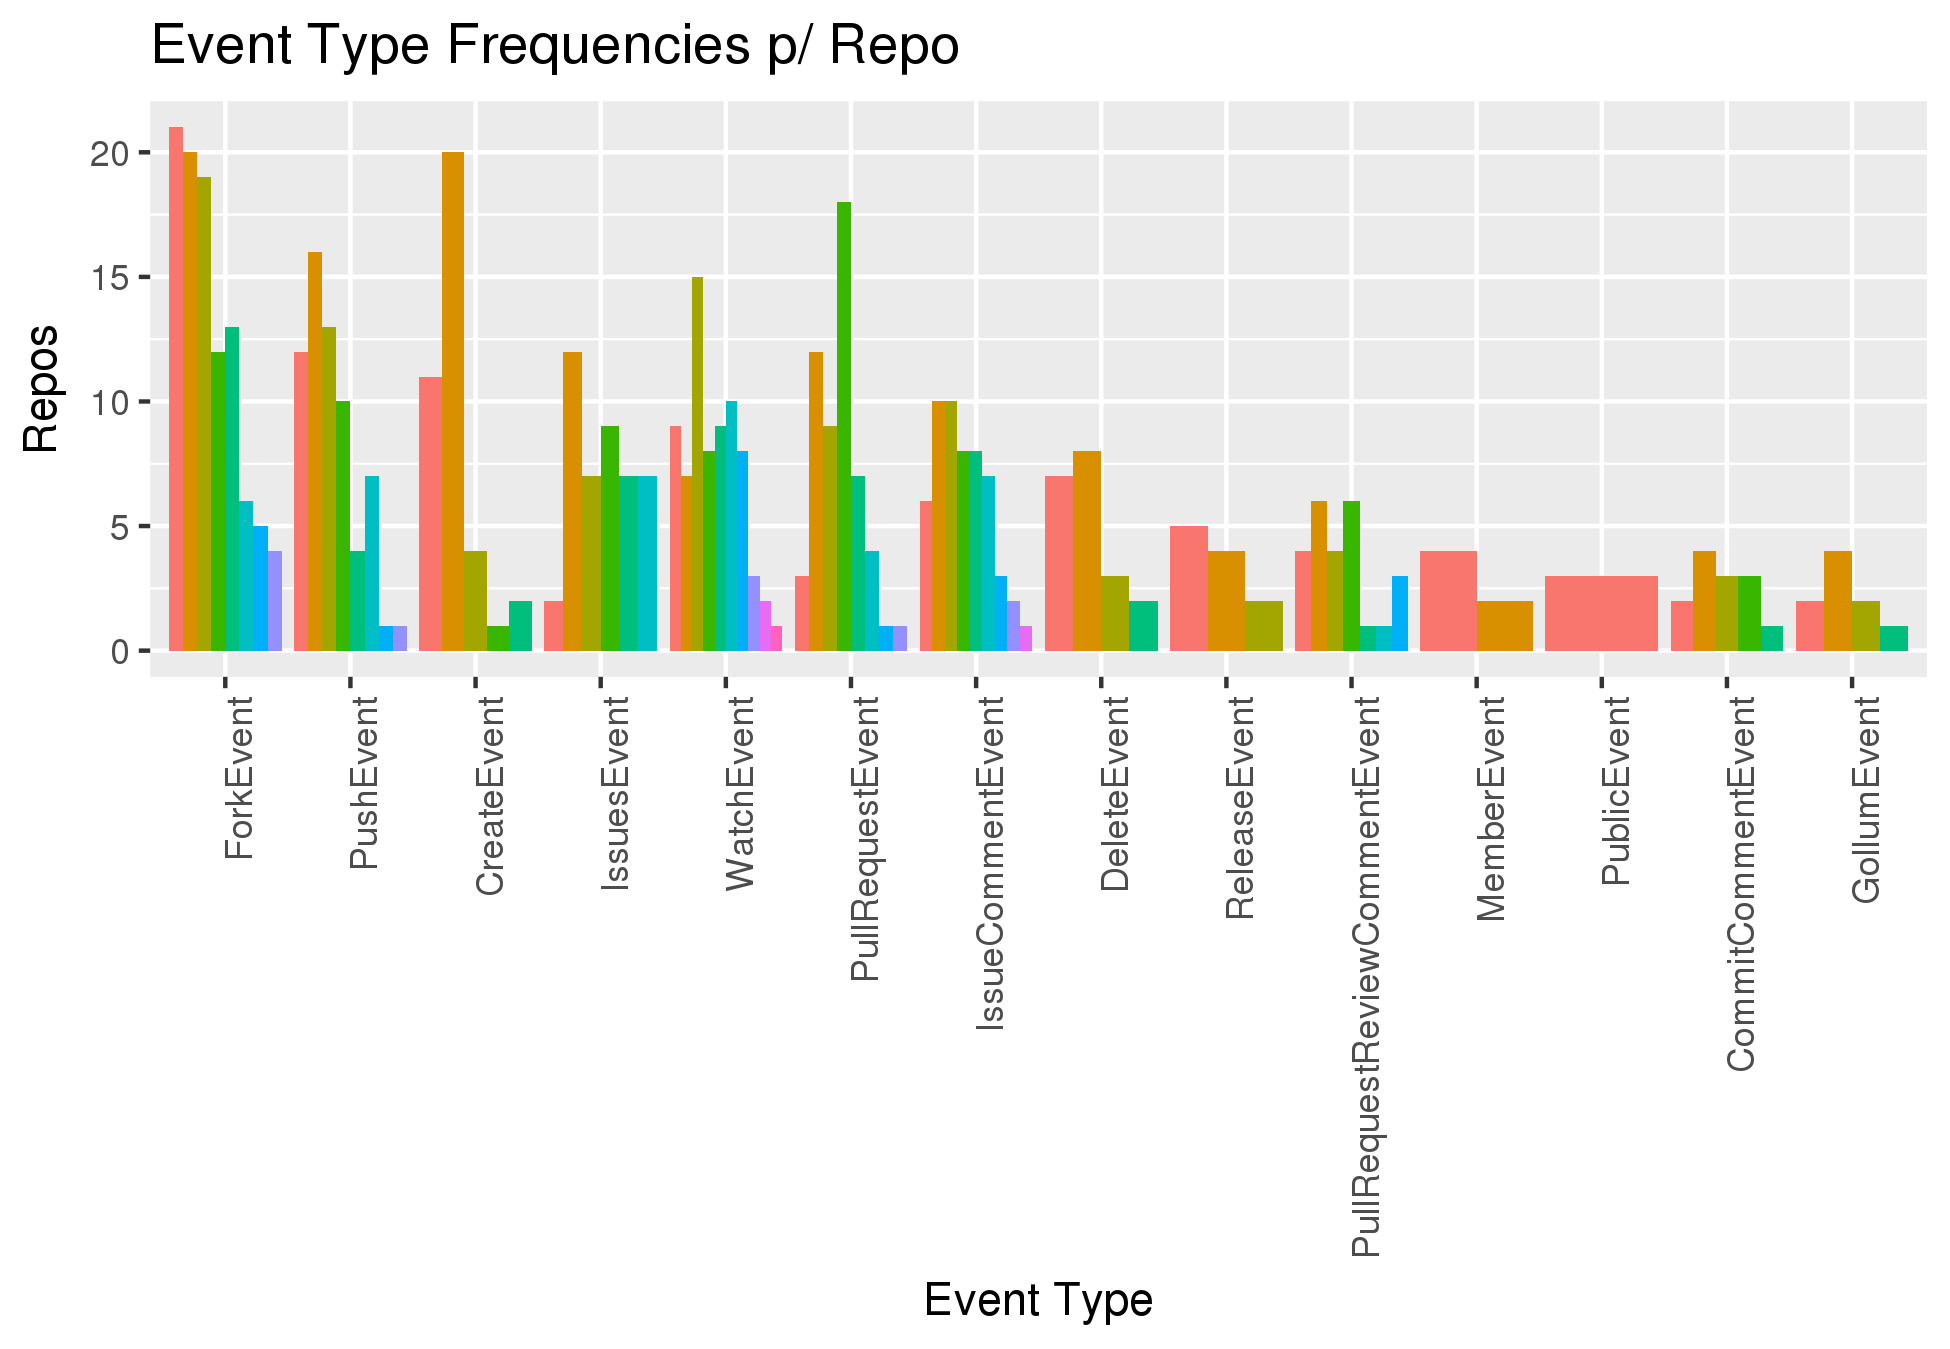 Event Type Frequencies p/ Repo
Repos
20
15
10
5
0
ForkEvent
PushEvent
CreateEvent
IssuesEvent
WatchEvent
PullRequestEvent
IssueCommentEvent
DeleteEvent
ReleaseEvent
PullRequestReviewCommentEvent
MemberEvent
PublicEvent
CommitCommentEvent
GollumEvent
Event Type